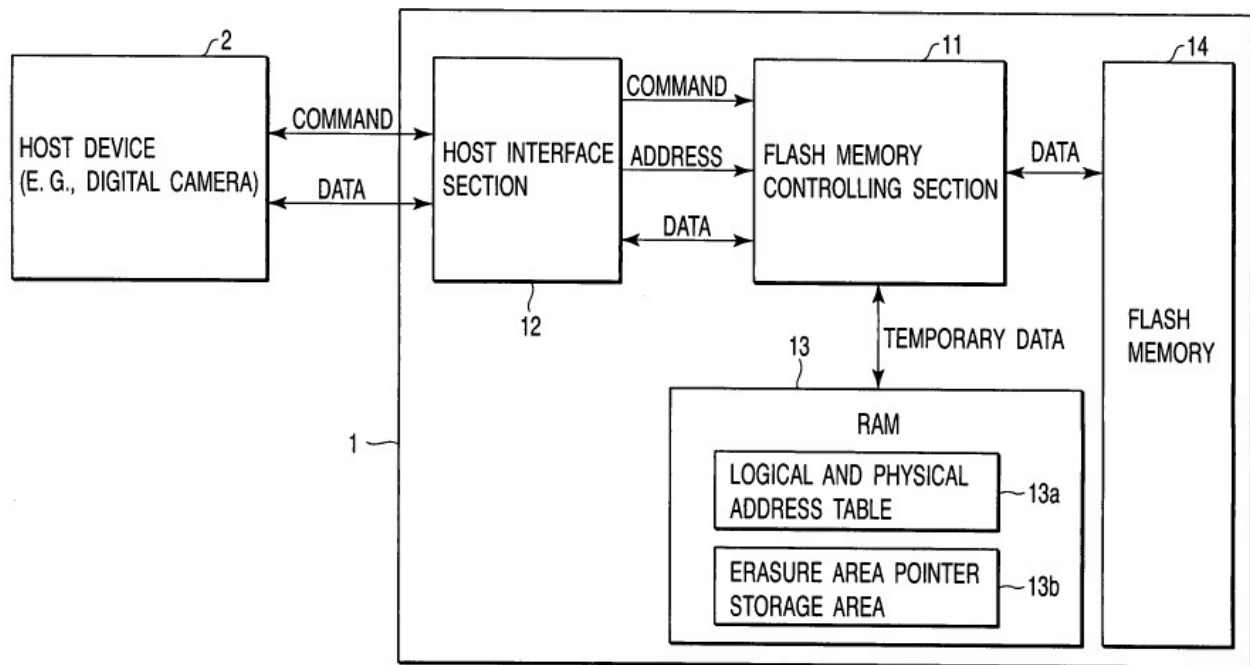 2
HOST DEVICE
(E. G., DIGITAL CAMERA)
COMMAND
DATA
1
HOST INTERFACE
SECTION
12
COMMAND
ADDRESS
DATA
11
FLASH MEMORY
CONTROLLING SECTION
DATA
14
FLASH
MEMORY
TEMPORARY DATA
13
RAM
LOGICAL AND PHYSICAL
ADDRESS TABLE
13a
ERASURE AREA POINTER
STORAGE AREA
13b